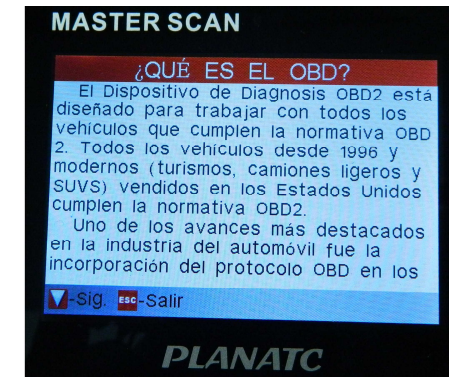 MASTER SCAN
¿QUÉ ES EL OBD?
El Dispositivo de Diagnosis OBD2 está
diseñado para trabajar con todos los
vehículos que cumplen la normativa OBD
2. Todos los vehículos desde 1996 y
modernos (turismos, camiones ligeros y
SUVS) vendidos en los Estados Unidos
cumplen la normativa OBD2.
Uno de los avances más destacados
en la industria del automóvil fue la
incorporación del protocolo OBD en los
-Sig. ESC-Salir
PLANATC